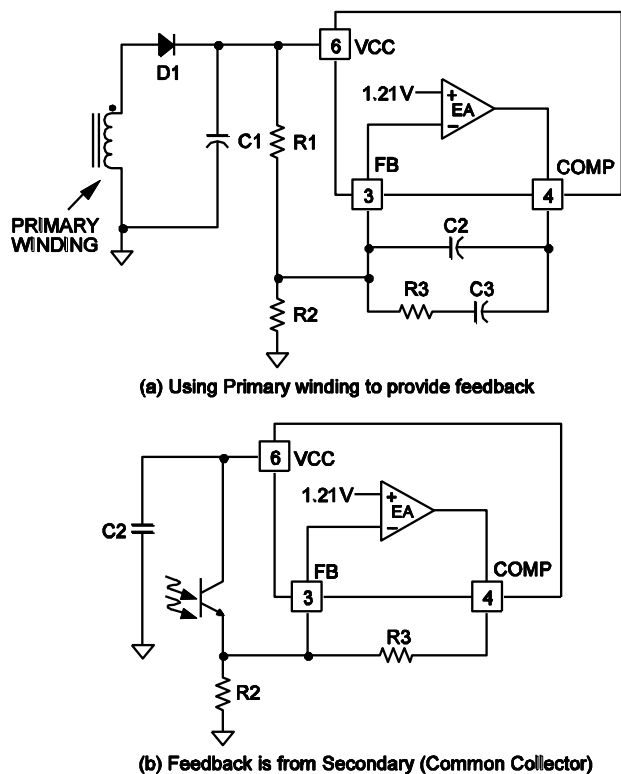 6 VCC
D1
1.21V
+
EA
−
C1
R1
FB
COMP
3
4
PRIMARY
WINDING
C2
R3
C3
R2
(a) Using Primary winding to provide feedback
6 VCC
1.21V
+
EA
−
C2
FB
COMP
3
4
R3
R2
(b) Feedback is from Secondary (Common Collector)